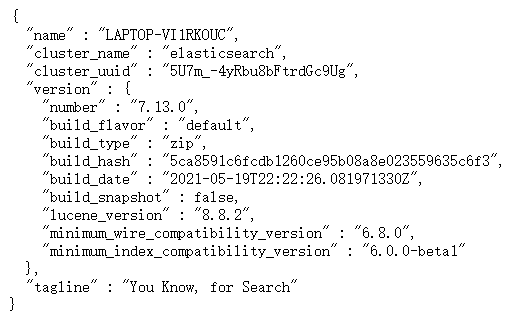 {
  "name" : "LAPTOP-VI1RKOUC",
  "cluster_name" : "elasticsearch",
  "cluster_uuid" : "5U7m_-4yRbu8bFtrdGc9Ug",
  "version" : {
    "number" : "7.13.0",
    "build_flavor" : "default",
    "build_type" : "zip",
    "build_hash" : "5ca8591c6fcdb1260ce95b08a8e023559635c6f3",
    "build_date" : "2021-05-19T22:22:26.081971330Z",
    "build_snapshot" : false,
    "lucene_version" : "8.8.2",
    "minimum_wire_compatibility_version" : "6.8.0",
    "minimum_index_compatibility_version" : "6.0.0-beta1"
  },
  "tagline" : "You Know, for Search"
}